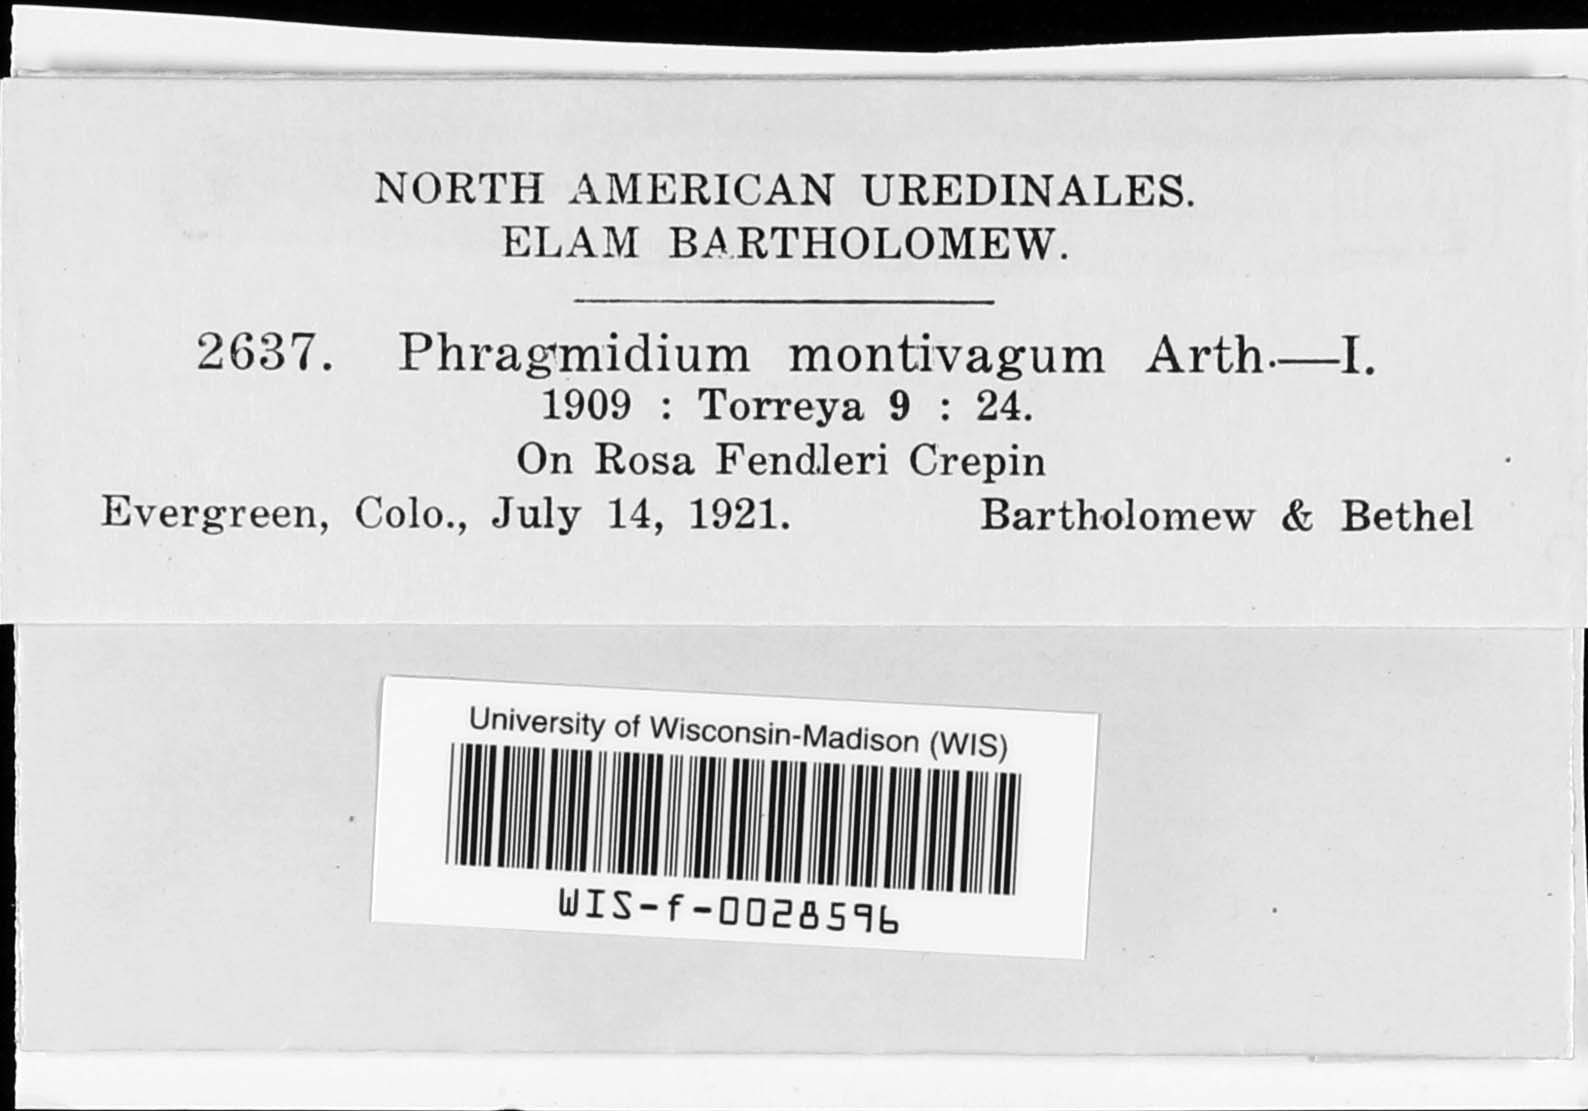 NORTH AMERICAN UREDINALES.
ELAM BARTHOLOMEW.
2637. Phragmidium montivagum Arth.—I.
1909 : Torreya 9 : 24.
On Rosa Fendleri Crepin
Evergreen, Colo., July 14, 1921. Bartholomew & Bethel
University of Wisconsin-Madison (WIS)
WIS-f-0028596